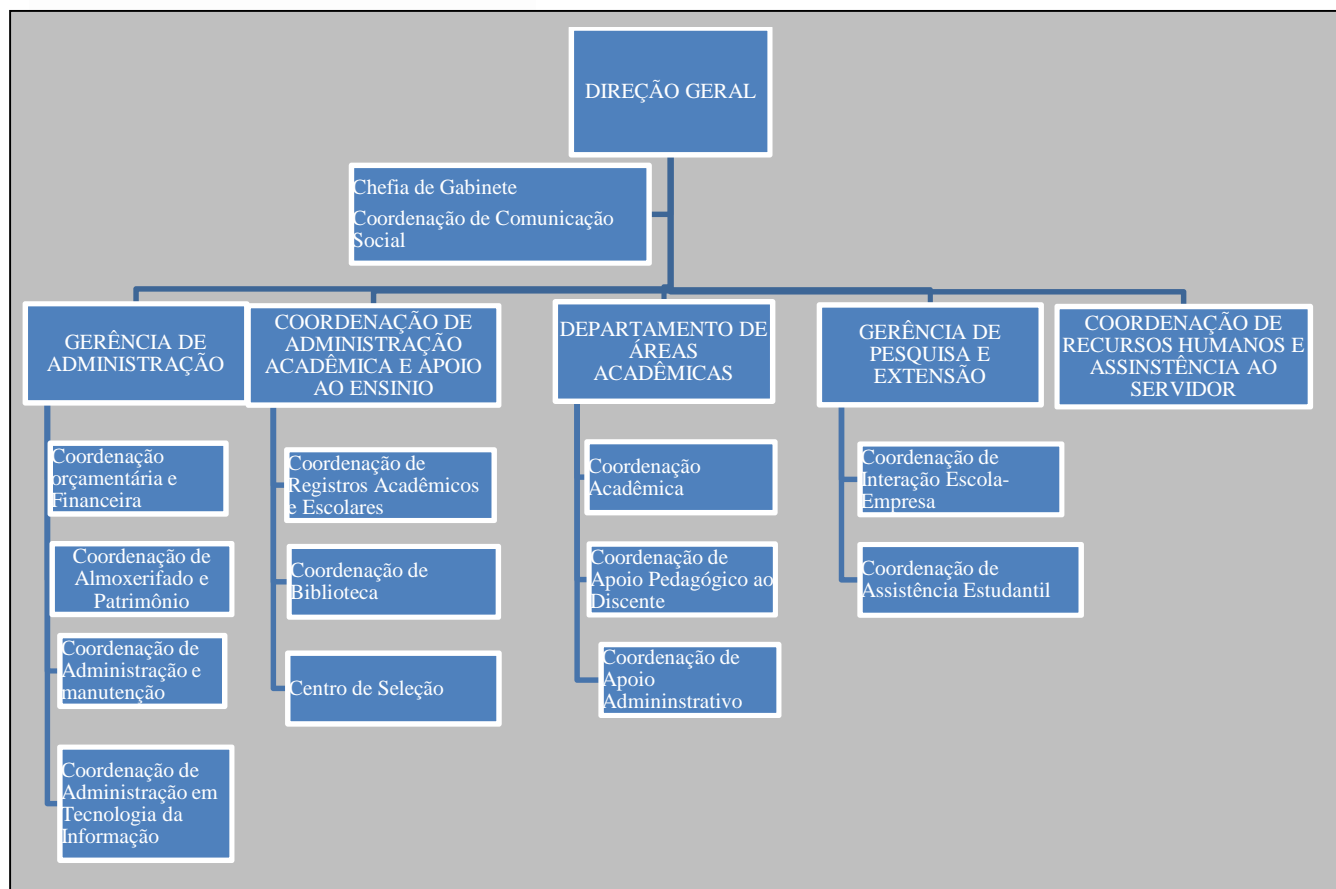 DIREÇÃO GERAL
Chefia de Gabinete
Coordenação de Comunicação
Social
GERÊNCIA DE
ADMINISTRAÇÃO
COORDENAÇÃO DE
ADMINISTRAÇÃO
ACADÊMICA E APOIO
AO ENSINIO
DEPARTAMENTO DE
ÁREAS
ACADÊMICAS
GERÊNCIA DE
PESQUISA E
EXTENSÃO
COORDENAÇÃO DE
RECURSOS HUMANOS E
ASSINSTÊNCIA AO
SERVIDOR
Coordenação
orçamentária e
Financeira
Coordenação de
Almoxerifado e
Patrimônio
Coordenação de
Administração e
manutenção
Coordenação de
Administração em
Tecnologia da
Informação
Coordenação de
Registros Acadêmicos
e Escolares
Coordenação de
Biblioteca
Centro de Seleção
Coordenação
Acadêmica
Coordenação de
Apoio Pedagógico ao
Discente
Coordenação de
Apoio
Admininstrativo
Coordenação de
Interação Escola-
Empresa
Coordenação de
Assistência Estudantil